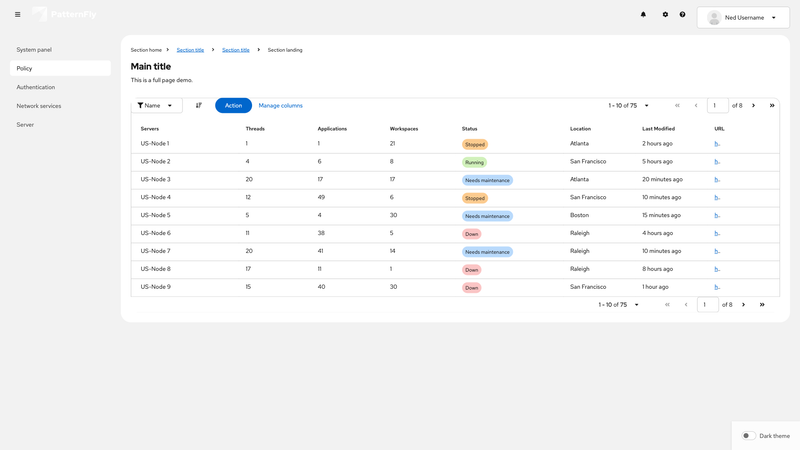 PatternFly
Ned Username
System panel
Policy
Authentication
Network services
Server
Section home Section title Section title Section landing
Main title
This is a full page demo.
Name Action Manage columns 1 - 10 of 75 1 of 8
Servers Threads Applications Workspaces Status Location Last Modified URL
US-Node 1 1 1 21 Stopped Atlanta 2 hours ago h.
US-Node 2 4 6 8 Running San Francisco 5 hours ago h.
US-Node 3 20 17 17 Needs maintenance Atlanta 20 minutes ago h.
US-Node 4 12 49 6 Stopped San Francisco 10 minutes ago h.
US-Node 5 5 4 30 Needs maintenance Boston 15 minutes ago h.
US-Node 6 11 38 5 Down Raleigh 4 hours ago h.
US-Node 7 20 41 14 Needs maintenance Raleigh 10 minutes ago h.
US-Node 8 17 11 1 Down Raleigh 8 hours ago h.
US-Node 9 15 40 30 Down San Francisco 1 hour ago h.
1 - 10 of 75 1 of 8
Dark theme